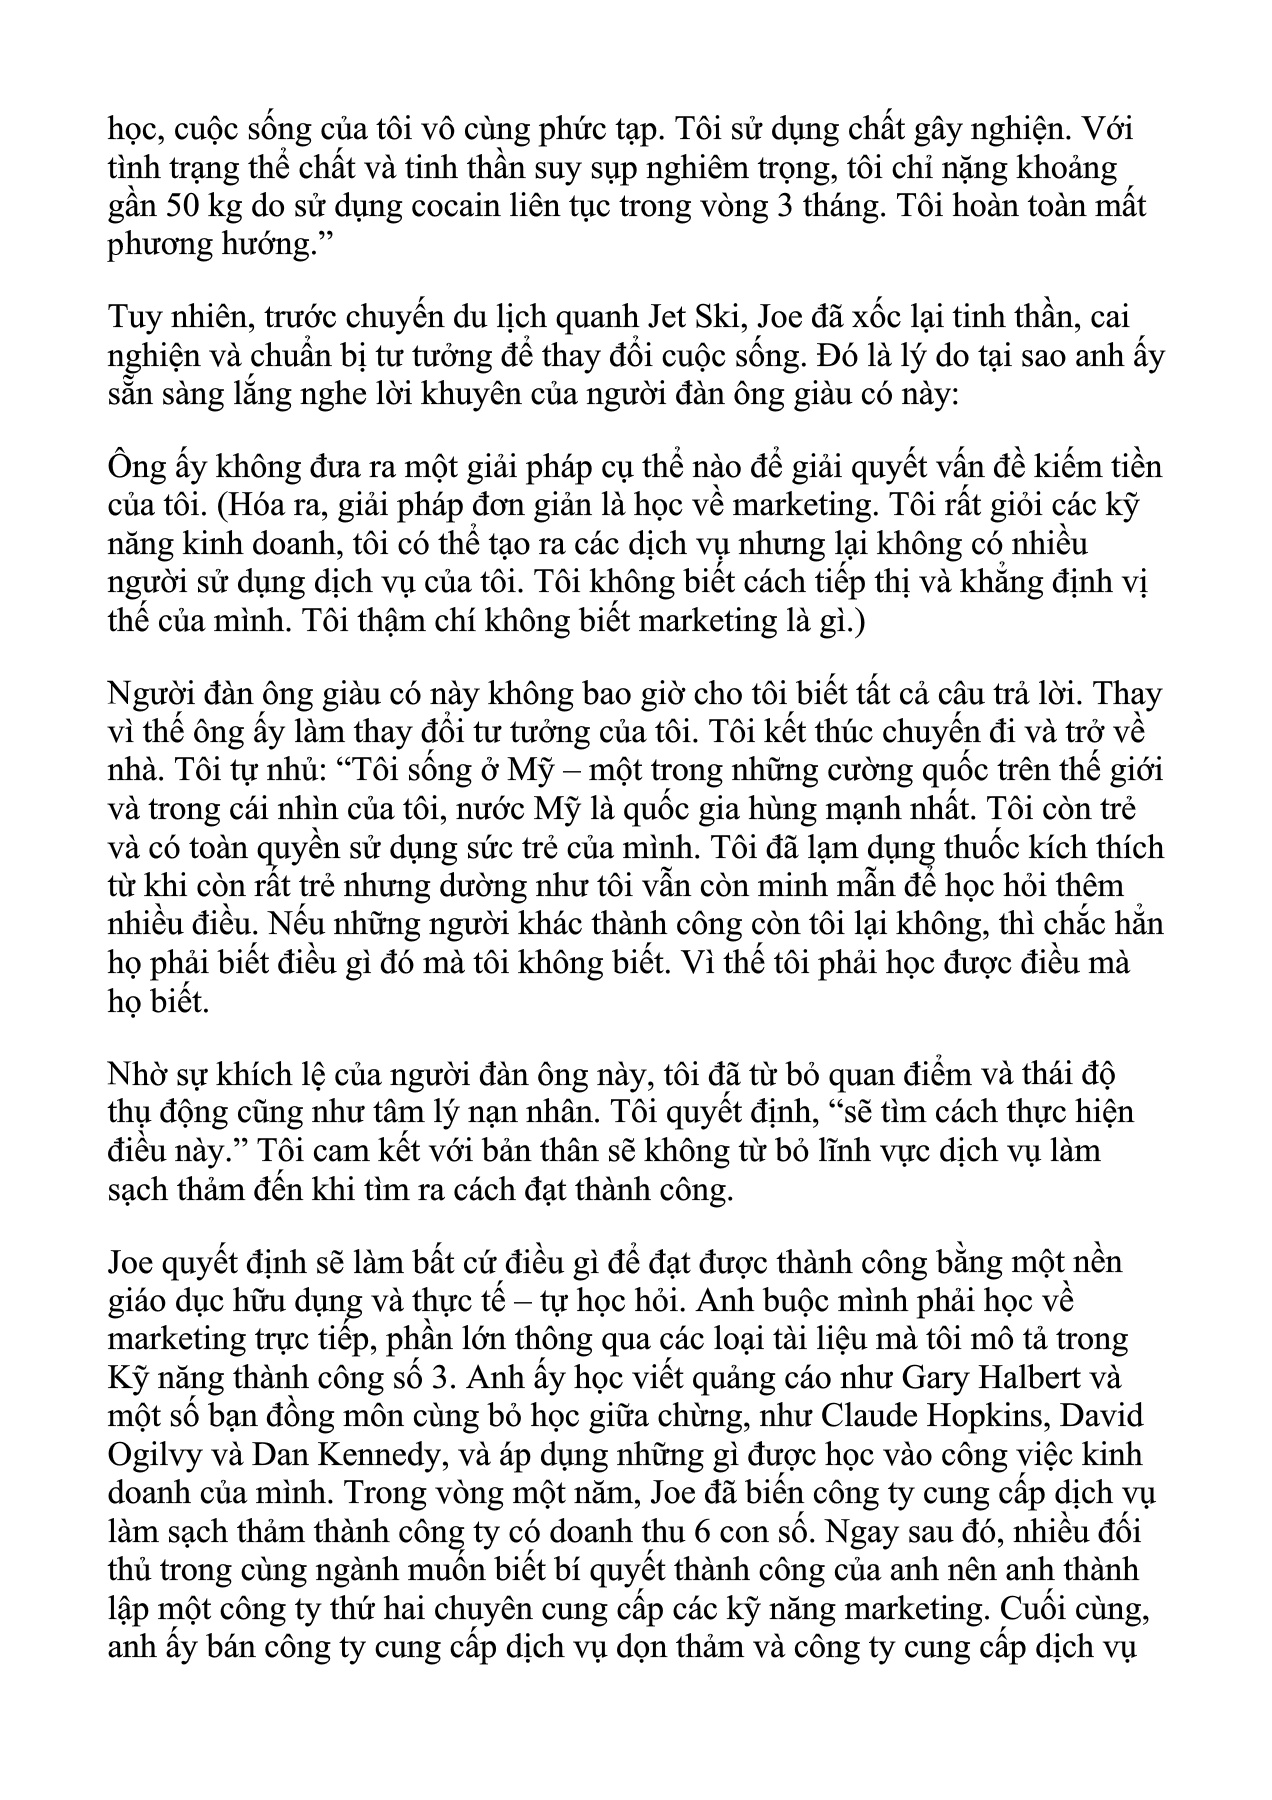 học, cuộc sống của tôi vô cùng phức tạp. Tôi sử dụng chất gây nghiện. Với
tình trạng thể chất và tinh thần suy sụp nghiêm trọng, tôi chỉ nặng khoảng
gần 50 kg do sử dụng cocain liên tục trong vòng 3 tháng. Tôi hoàn toàn mất
phương hướng.”
Tuy nhiên, trước chuyến du lịch quanh Jet Ski, Joe đã xốc lại tinh thần, cai
nghiện và chuẩn bị tư tưởng để thay đổi cuộc sống. Đó là lý do tại sao anh ấy
sẵn sàng lắng nghe lời khuyên của người đàn ông giàu có này:
Ông ấy không đưa ra một giải pháp cụ thể nào để giải quyết vấn đề kiếm tiền
của tôi. (Hóa ra, giải pháp đơn giản là học về marketing. Tôi rất giỏi các kỹ
năng kinh doanh, tôi có thể tạo ra các dịch vụ nhưng lại không có nhiều
người sử dụng dịch vụ của tôi. Tôi không biết cách tiếp thị và khẳng định vị
thế của mình. Tôi thậm chí không biết marketing là gì.)
Người đàn ông giàu có này không bao giờ cho tôi biết tất cả câu trả lời. Thay
vì thế ông ấy làm thay đổi tư tưởng của tôi. Tôi kết thúc chuyến đi và trở về
nhà. Tôi tự nhủ: “Tôi sống ở Mỹ – một trong những cường quốc trên thế giới
và trong cái nhìn của tôi, nước Mỹ là quốc gia hùng mạnh nhất. Tôi còn trẻ
và có toàn quyền sử dụng sức trẻ của mình. Tôi đã lạm dụng thuốc kích thích
từ khi còn rất trẻ nhưng dường như tôi vẫn còn minh mẫn để học hỏi thêm
nhiều điều. Nếu những người khác thành công còn tôi lại không, thì chắc hẳn
họ phải biết điều gì đó mà tôi không biết. Vì thế tôi phải học được điều mà
họ biết.
Nhờ sự khích lệ của người đàn ông này, tôi đã từ bỏ quan điểm và thái độ
thụ động cũng như tâm lý nạn nhân. Tôi quyết định, “sẽ tìm cách thực hiện
điều này.” Tôi cam kết với bản thân sẽ không từ bỏ lĩnh vực dịch vụ làm
sạch thảm đến khi tìm ra cách đạt thành công.
Joe quyết định sẽ làm bất cứ điều gì để đạt được thành công bằng một nền
giáo dục hữu dụng và thực tế – tự học hỏi. Anh buộc mình phải học về
marketing trực tiếp, phần lớn thông qua các loại tài liệu mà tôi mô tả trong
Kỹ năng thành công số 3. Anh ấy học viết quảng cáo như Gary Halbert và
một số bạn đồng môn cùng bỏ học giữa chừng, như Claude Hopkins, David
Ogilvy và Dan Kennedy, và áp dụng những gì được học vào công việc kinh
doanh của mình. Trong vòng một năm, Joe đã biến công ty cung cấp dịch vụ
làm sạch thảm thành công ty có doanh thu 6 con số. Ngay sau đó, nhiều đối
thủ trong cùng ngành muốn biết bí quyết thành công của anh nên anh thành
lập một công ty thứ hai chuyên cung cấp các kỹ năng marketing. Cuối cùng,
anh ấy bán công ty cung cấp dịch vụ dọn thảm và công ty cung cấp dịch vụ